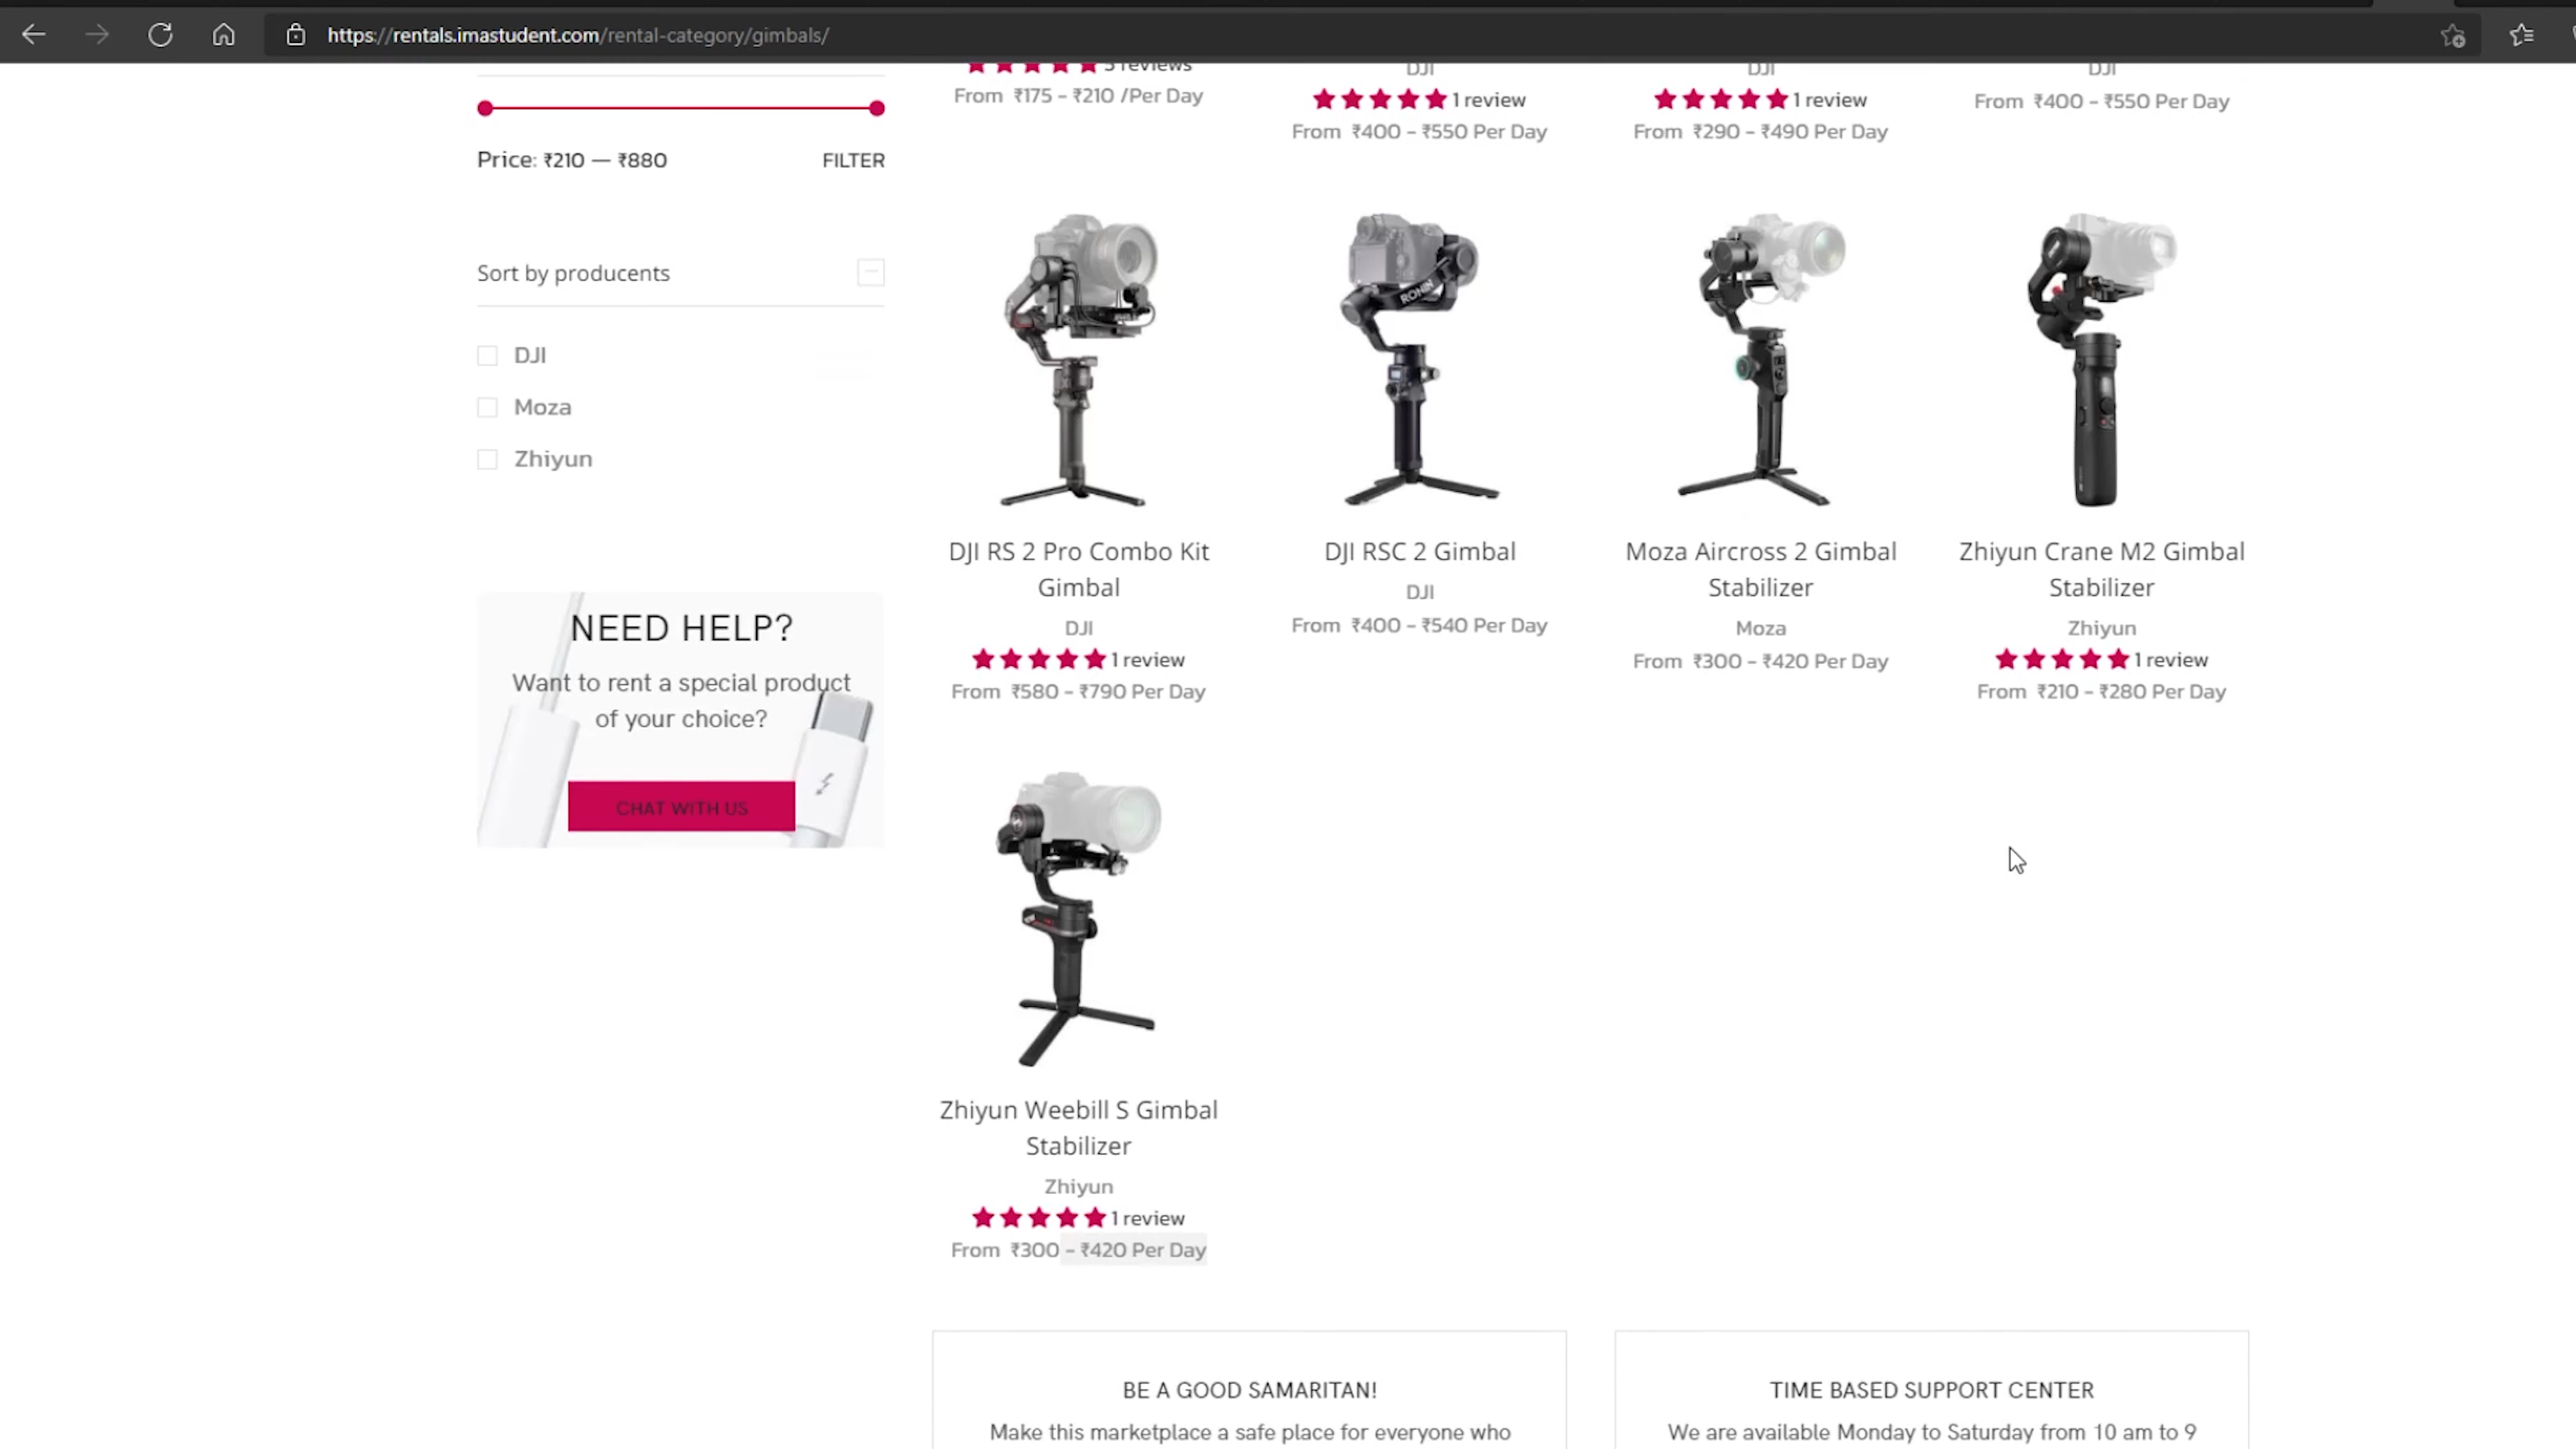 https://rentals.imastudent.com/rental-category/gimbals/
Price: ₹210 — ₹880
FILTER
Sort by producents
DJI
Moza
Zhiyun
NEED HELP?
Want to rent a special product
of your choice?
CHAT WITH US
5 reviews
From ₹175 - ₹210 /Per Day
DJI
1 review
From ₹400 - ₹550 Per Day
DJI
1 review
From ₹290 - ₹490 Per Day
DJI
From ₹400 - ₹550 Per Day
RONIN
DJI RS 2 Pro Combo Kit
Gimbal
DJI
1 review
From ₹580 - ₹790 Per Day
DJI RSC 2 Gimbal
DJI
From ₹400 - ₹540 Per Day
Moza Aircross 2 Gimbal
Stabilizer
Moza
From ₹300 - ₹420 Per Day
Zhiyun Crane M2 Gimbal
Stabilizer
Zhiyun
1 review
From ₹210 - ₹280 Per Day
Zhiyun Weebill S Gimbal
Stabilizer
Zhiyun
1 review
From ₹300 - ₹420 Per Day
BE A GOOD SAMARITAN!
Make this marketplace a safe place for everyone who
TIME BASED SUPPORT CENTER
We are available Monday to Saturday from 10 am to 9